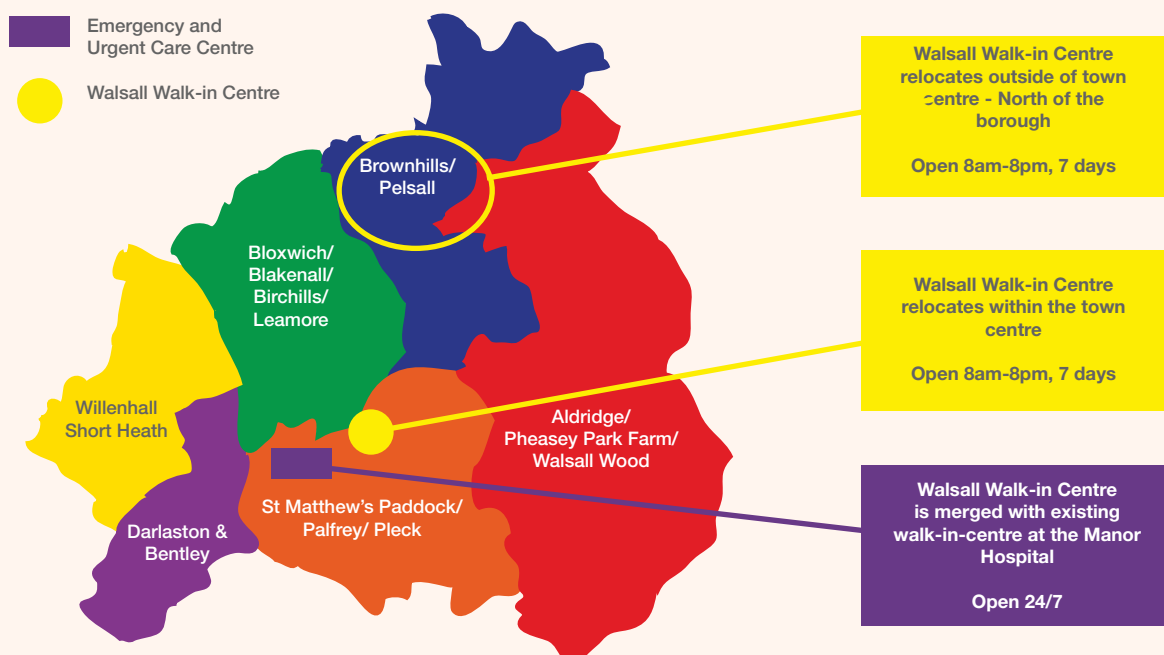 Emergency and
Urgent Care Centre
Walsall Walk-in Centre
Brownhills/
Pelsall
Bloxwich/
Blakenall/
Birchills/
Leamore
Willenhall
Short Heath
Darlaston &
Bentley
St Matthew's Paddock/
Palfrey/ Pleck
Aldridge/
Pheasey Park Farm/
Walsall Wood
Walsall Walk-in Centre
relocates outside of town
centre - North of the
borough
Open 8am-8pm, 7 days
Walsall Walk-in Centre
relocates within the town
centre
Open 8am-8pm, 7 days
Walsall Walk-in Centre
is merged with existing
walk-in-centre at the Manor
Hospital
Open 24/7